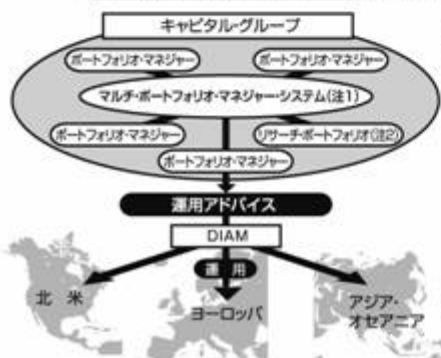 キャピタル・グループ
ポートフォリオ・マネジャー
ポートフォリオ・マネジャー
マルチ・ポートフォリオ・マネジャー・システム(注1)
ポートフォリオ・マネジャー
リサーチ・ポートフォリオ(注2)
ポートフォリオ・マネジャー
運用アドバイス
DIAM
運用
北米
ヨーロッパ
アジア・
オセアニア